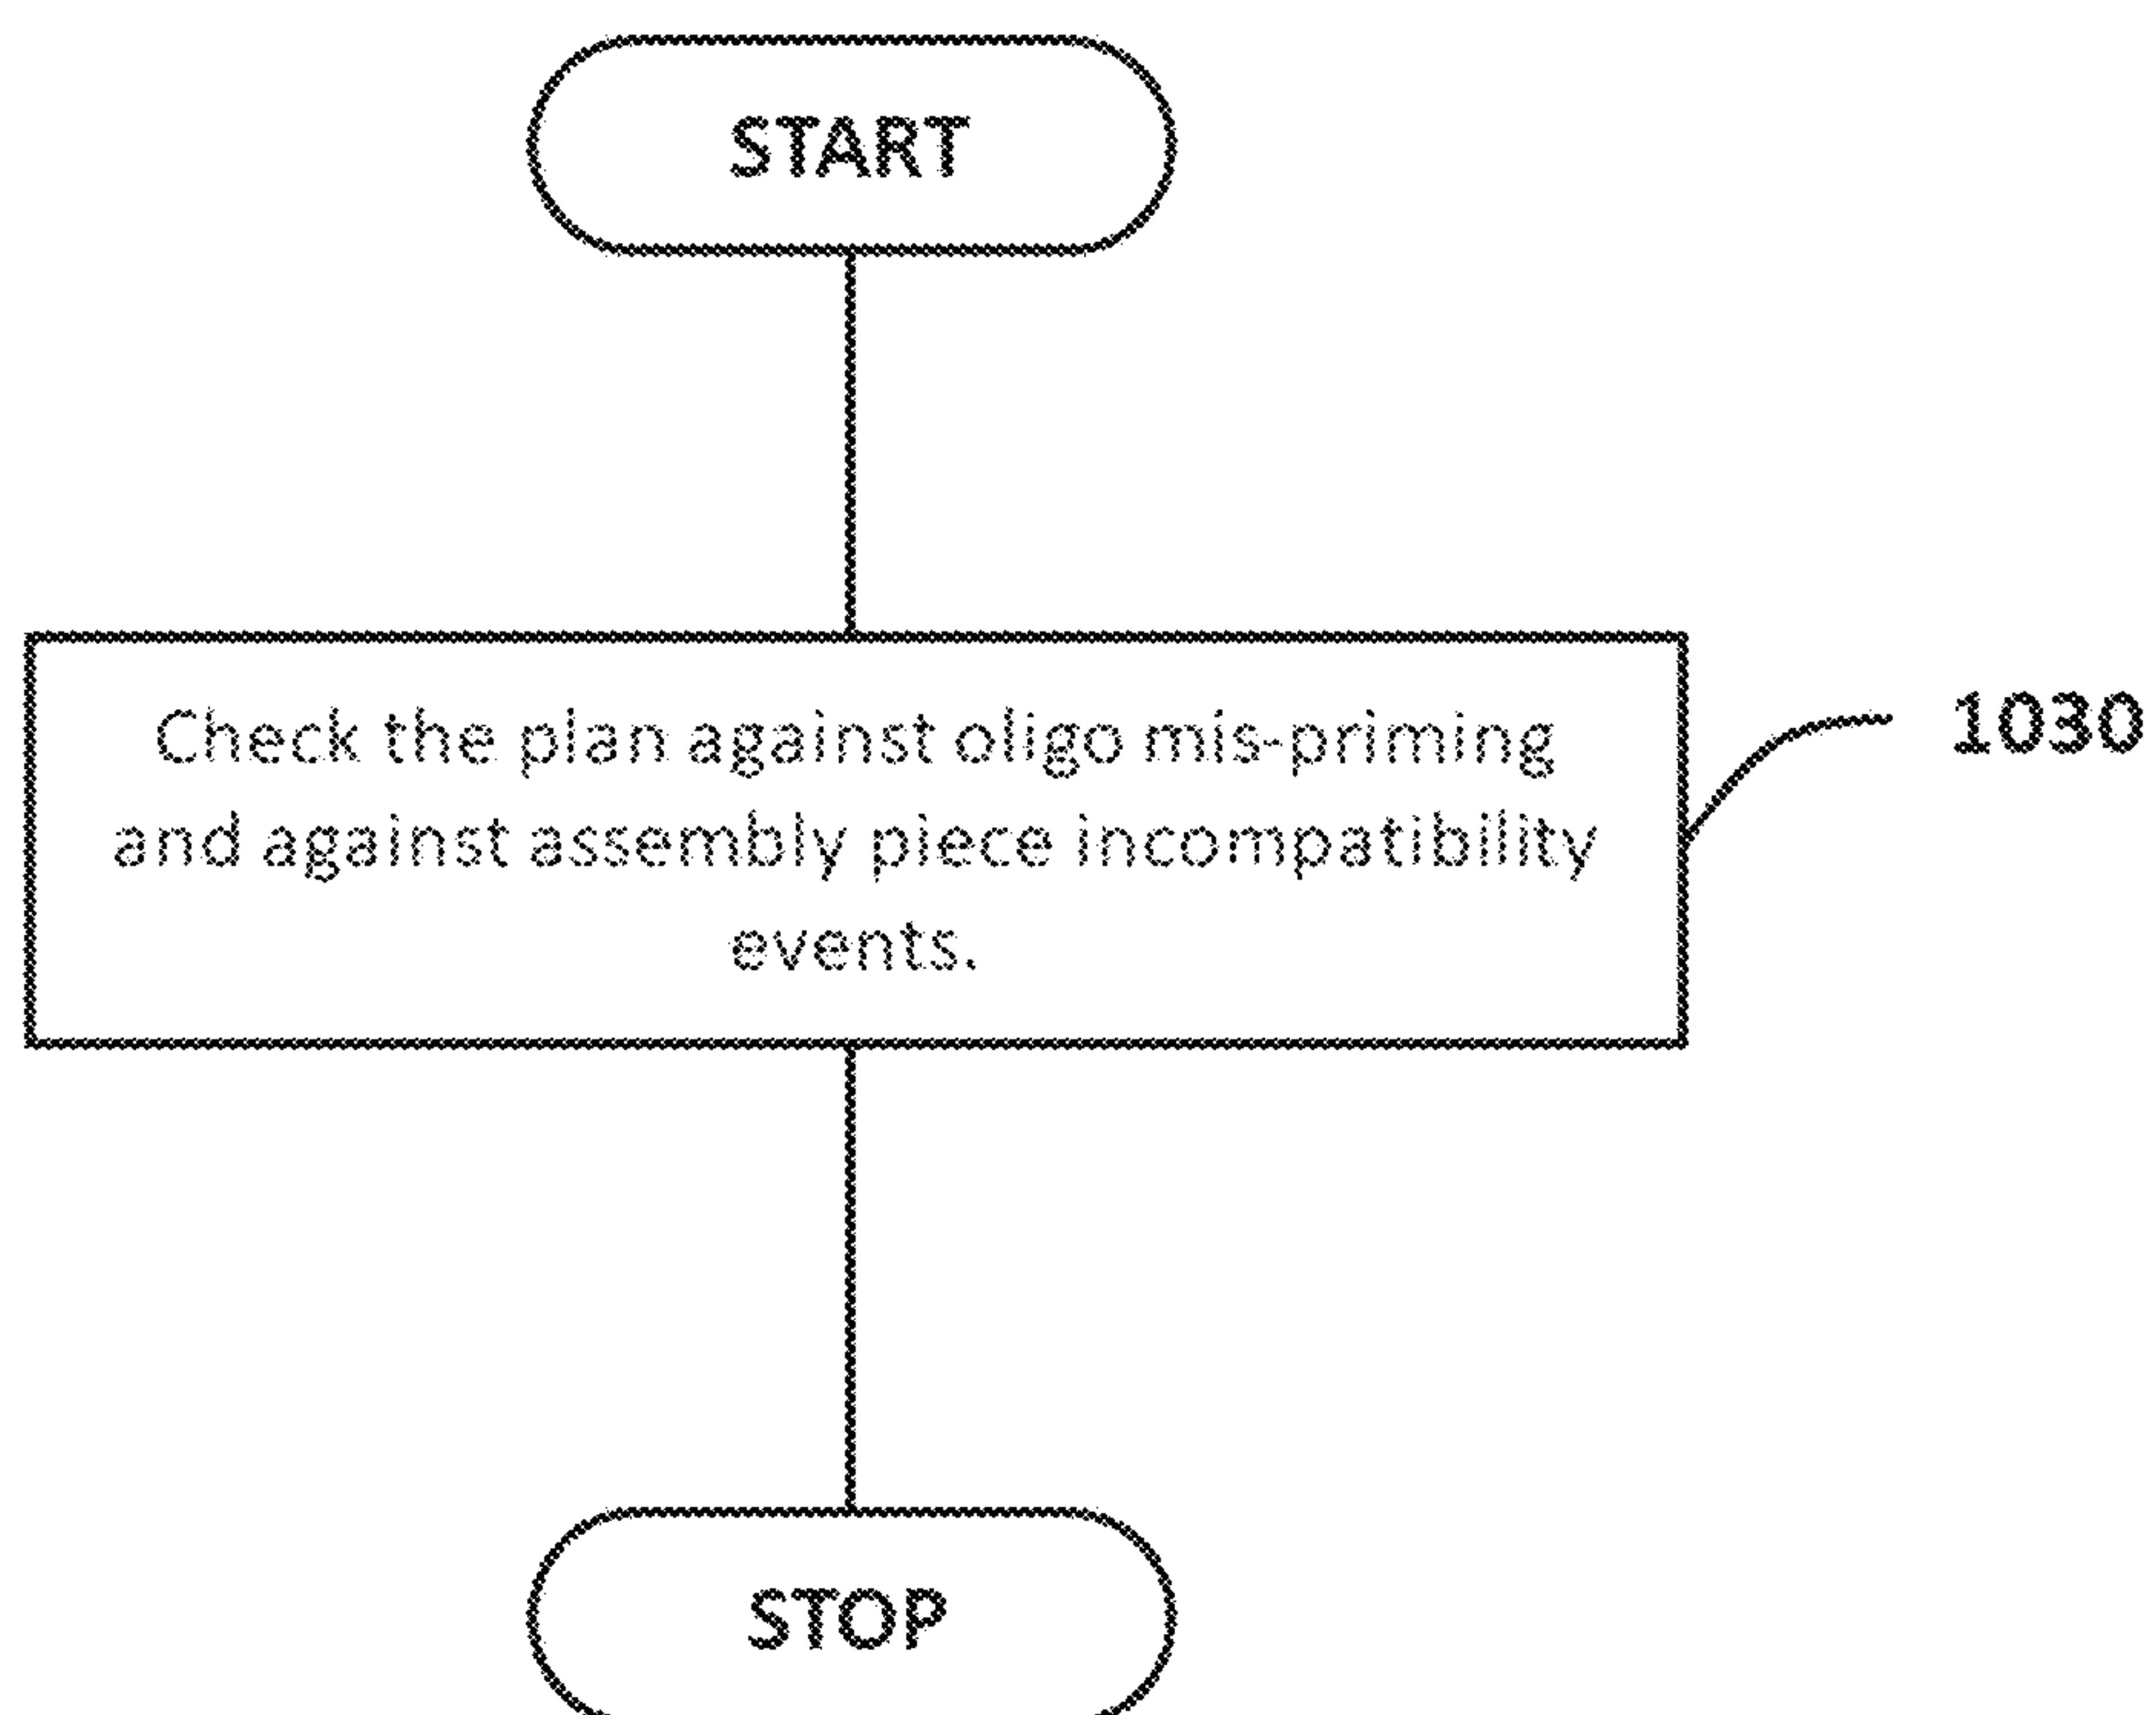 START
Check the plan against oligo mis-priming
and against assembly piece incompatibility
events.
1030
STOP